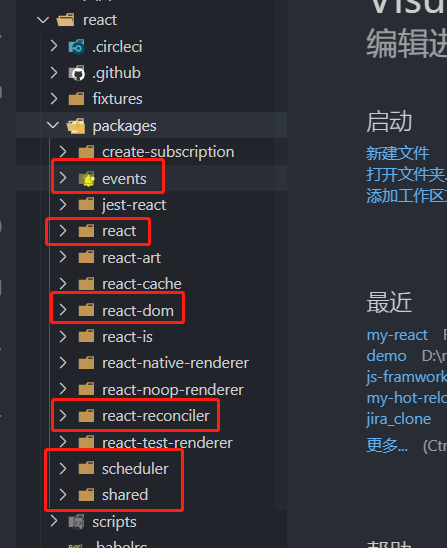 react
.circleci
.github
fixtures
packages
create-subscription
events
jest-react
react
react-art
react-cache
react-dom
react-is
react-native-renderer
react-noop-renderer
react-reconciler
react-test-renderer
scheduler
shared
scripts
.babelrc
编辑进
启动
新建文件
打开文件夹
添加工作区
最近
my-react
demo D:\r
js-framwork
my-hot-relo
jira_clone
更多... (Ctr
帮助